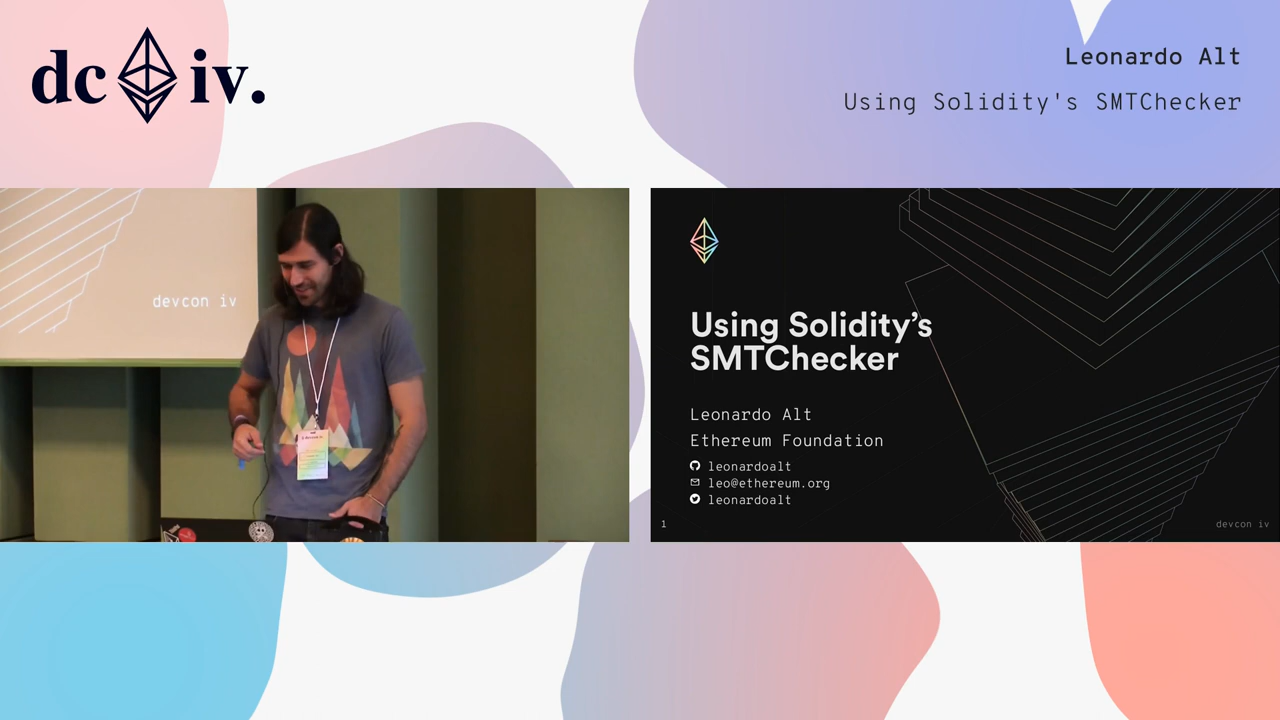 dc iv.
Leonardo Alt
Using Solidity's SMTChecker
devcon iv
Using Solidity's
SMTChecker
Leonardo Alt
Ethereum Foundation
leonardoalt
leo@ethereum.org
leonardoalt
1
devcon iv